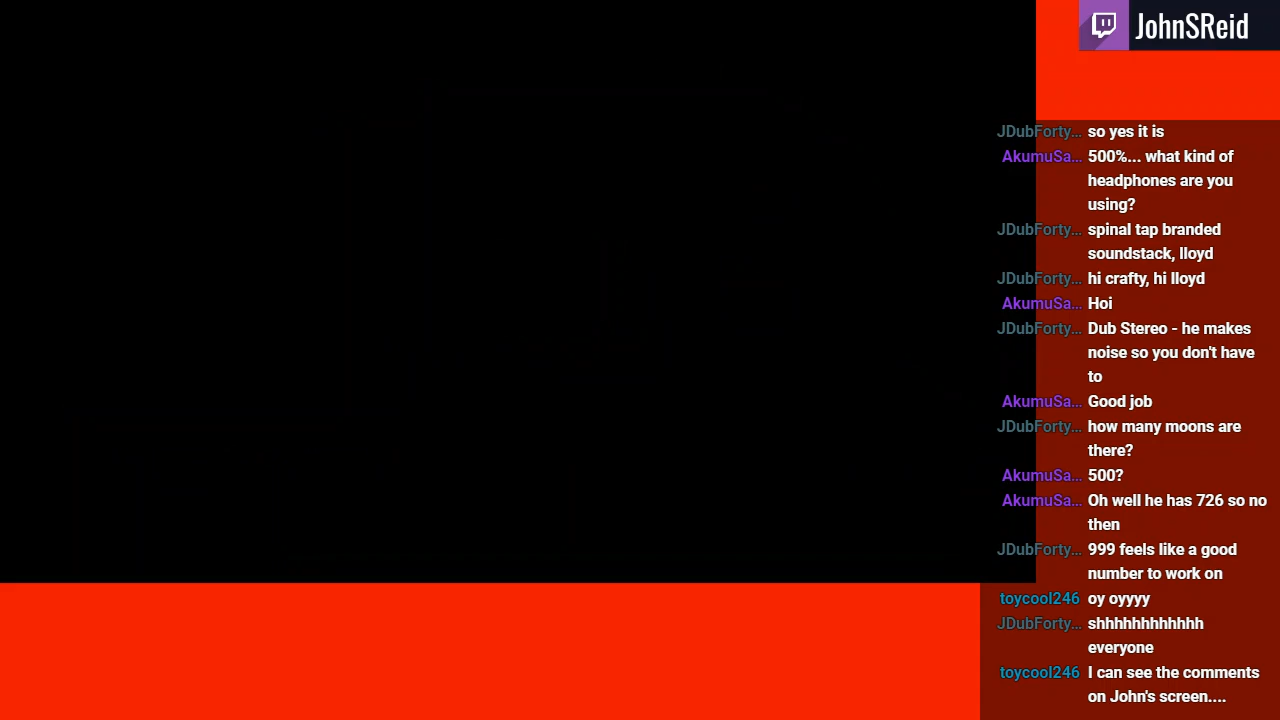 JohnSReid
JDubForty... so yes it is
AkumuSa... 500%... what kind of
headphones are you
using?
JDubForty... spinal tap branded
soundstack, lloyd
JDubForty... hi crafty, hi lloyd
AkumuSa... Hoi
JDubForty... Dub Stereo - he makes
noise so you don't have
to
AkumuSa... Good job
JDubForty... how many moons are
there?
AkumuSa... 500?
AkumuSa... Oh well he has 726 so no
then
JDubForty... 999 feels like a good
number to work on
toycool246 oy oyyyy
JDubForty... shhhhhhhhhhhh
everyone
toycool246 I can see the comments
on John's screen....